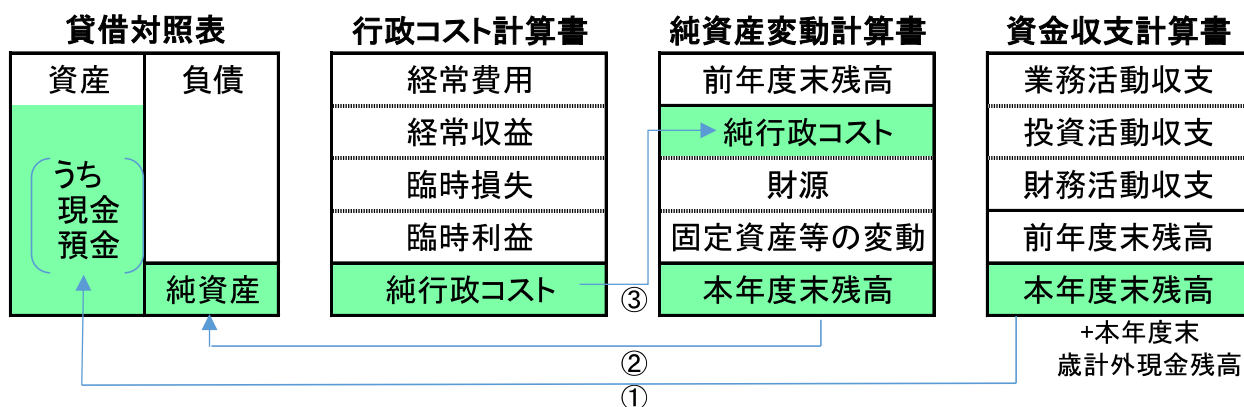 貸借対照表
資産
負債
うち
現金
預金
純資産
行政コスト計算書
経常費用
経常収益
臨時損失
臨時利益
純行政コスト
純資産変動計算書
前年度末残高
純行政コスト
財源
固定資産等の変動
本年度末残高
資金収支計算書
業務活動収支
投資活動収支
財務活動収支
前年度末残高
本年度末残高
+本年度末
歳計外現金残高
③
②
①